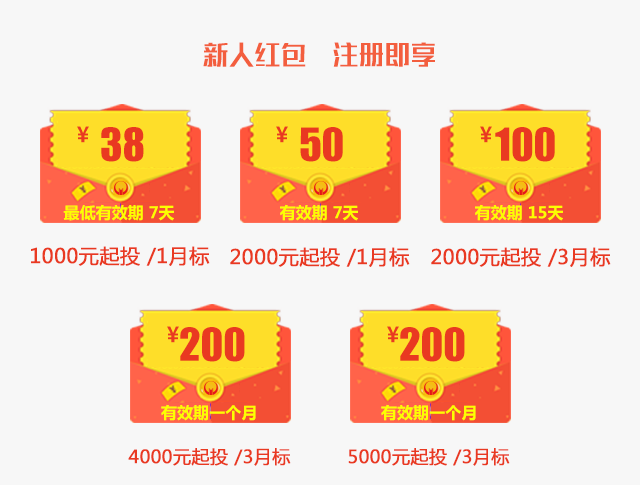 新人红包 注册即享
¥ 38
最低有效期 7天
1000元起投 /1月标
¥ 50
有效期 7天
2000元起投 /1月标
¥100
有效期 15天
2000元起投 /3月标
¥200
有效期一个月
4000元起投 /3月标
¥200
有效期一个月
5000元起投 /3月标